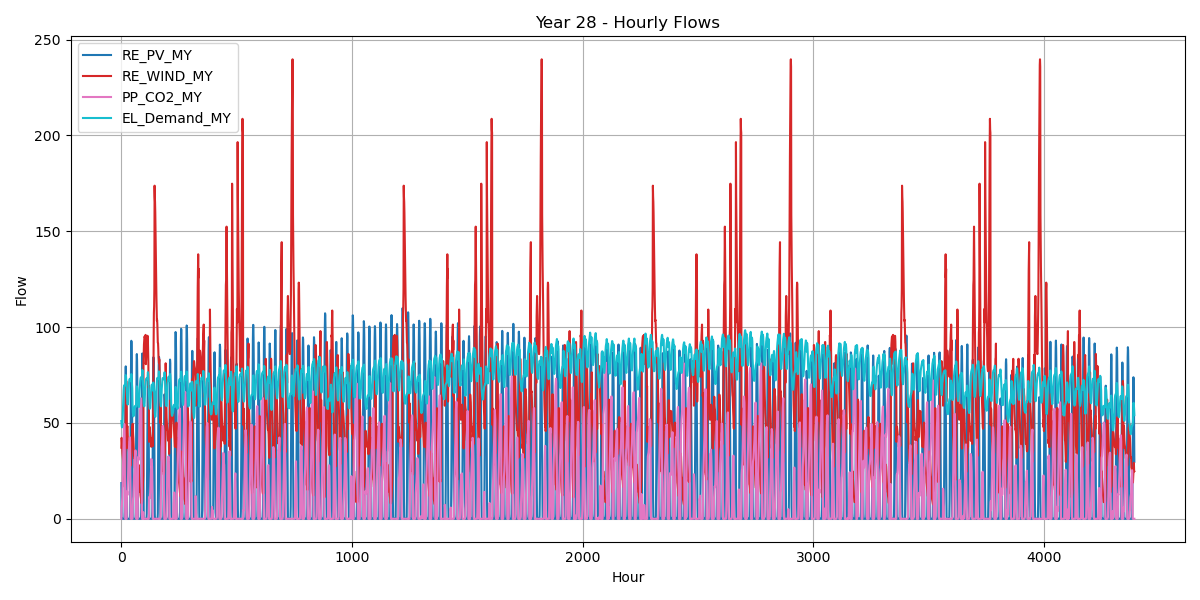 Year 28 - Hourly Flows
RE_PV_MY
RE_WIND_MY
PP_CO2_MY
EL_Demand_MY
Flow
250
200
150
100
50
0
0 1000 2000 3000 4000
Hour